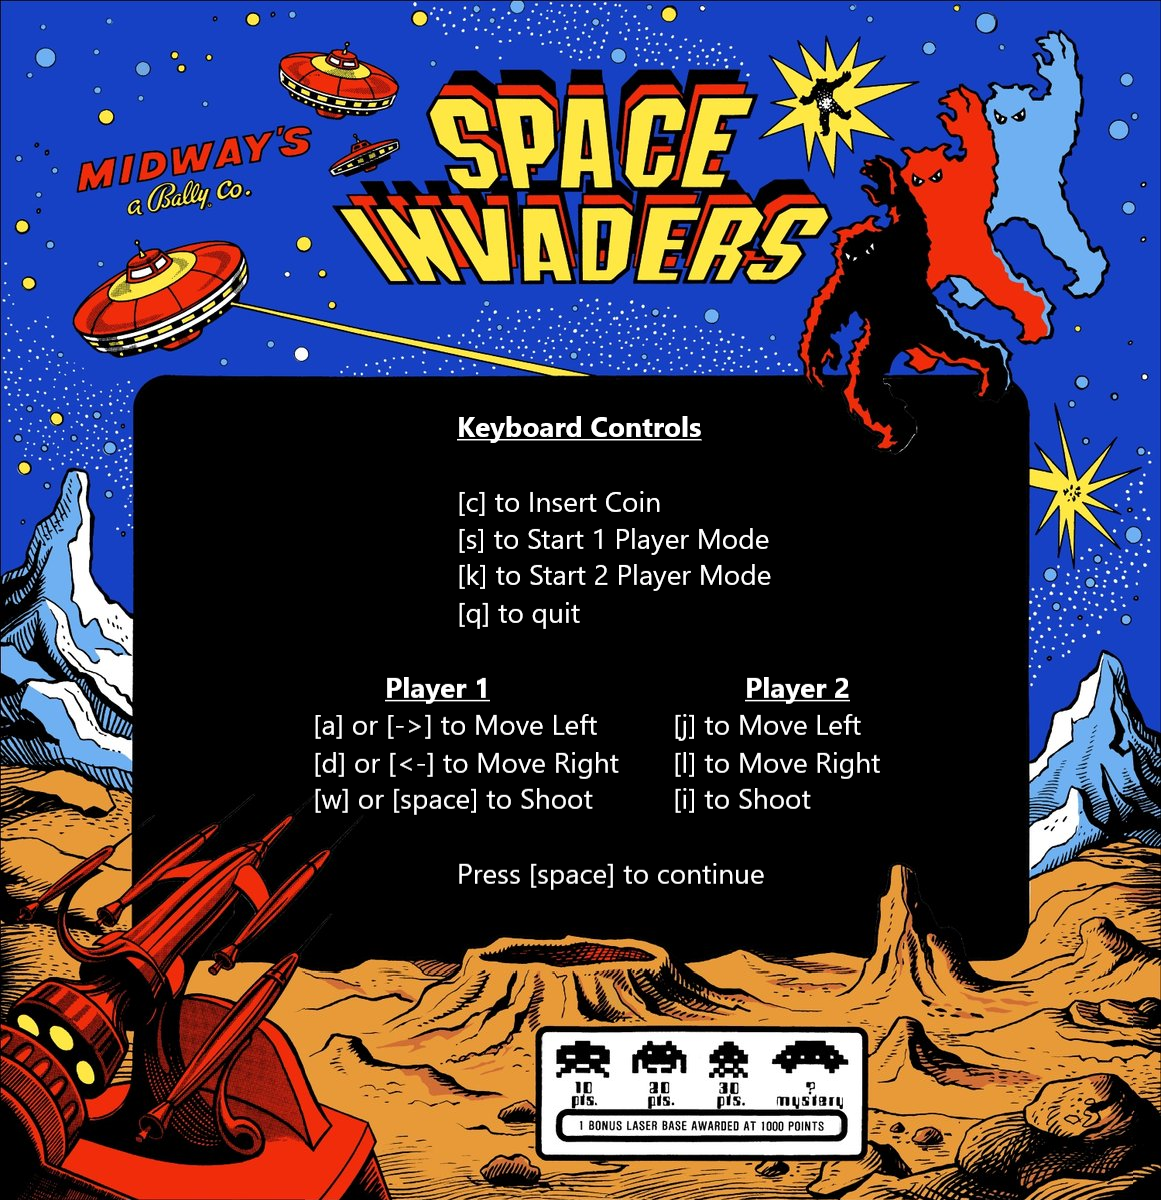 MIDWAY'S
a Bally Co.
SPACE
INVADERS
Keyboard Controls
[c] to Insert Coin
[s] to Start 1 Player Mode
[k] to Start 2 Player Mode
[q] to quit
Player 1
[a] or [->] to Move Left
[d] or [<-] to Move Right
[w] or [space] to Shoot
Player 2
[j] to Move Left
[l] to Move Right
[i] to Shoot
Press [space] to continue
10 20 30 ?
pts. pts. pts. mystery
1 BONUS LASER BASE AWARDED AT 1000 POINTS